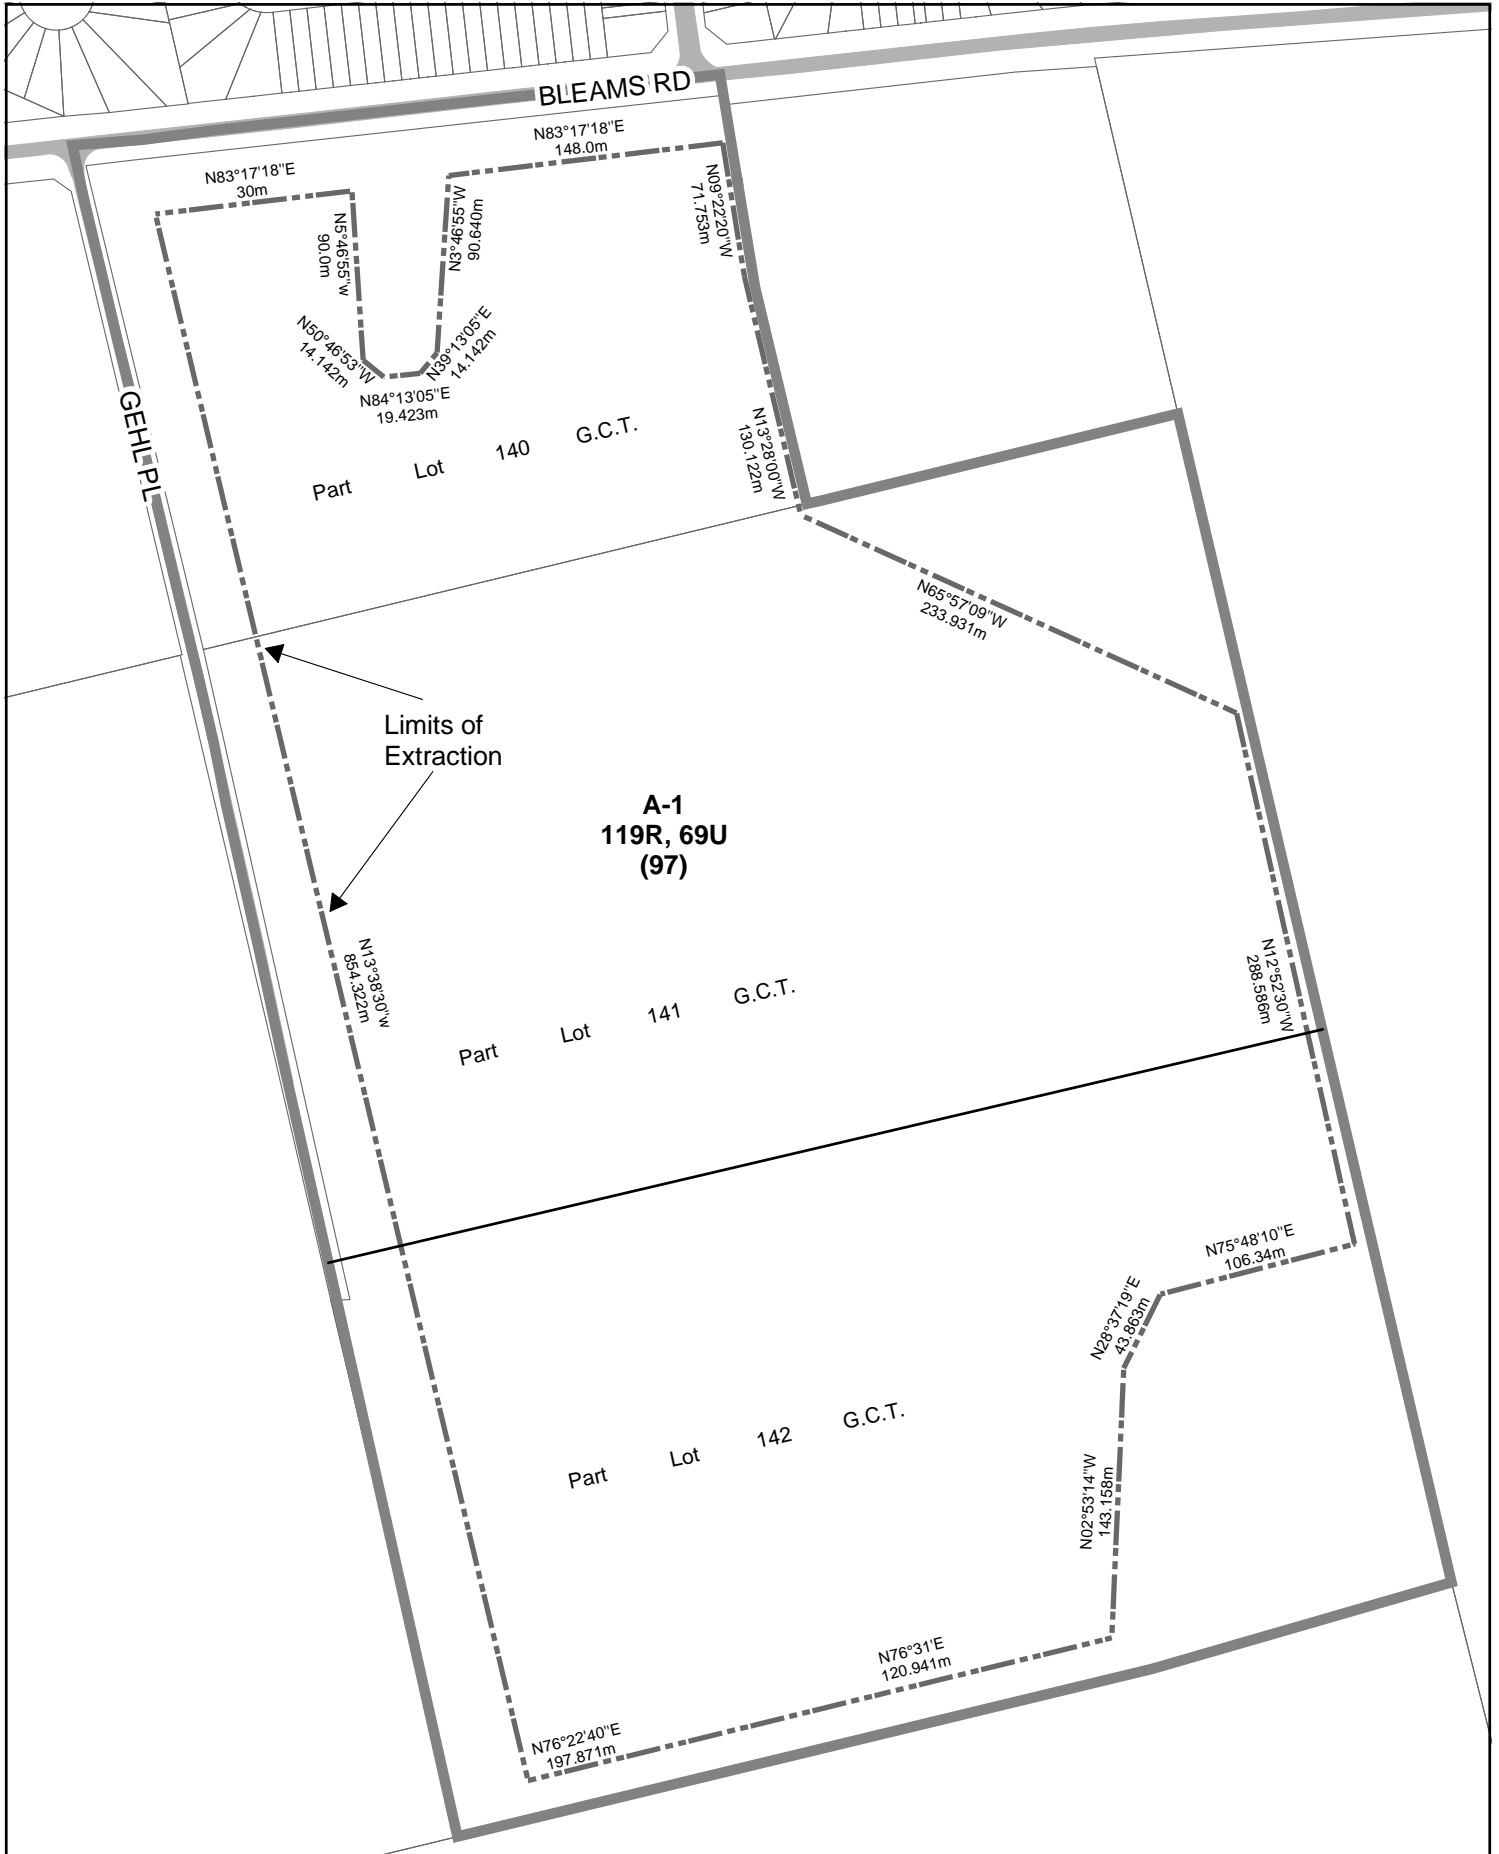 BLEAMS RD
N83°17'18"E
148.0m
N83°17'18"E
30m
N5°46'55"w
90.0m
N3°46'55"W
90.640m
N09°22'20"W
71.753m
N50°46'53"W
14.142m
N39°13'05"E
14.142m
N84°13'05"E
19.423m
GEHL PL
Part Lot 140 G.C.T.
N13°28'00"W
130.122m
N65°57'09"W
233.931m
Limits of
Extraction
A-1
119R, 69U
(97)
N13°38'30"w
854.322m
N12°52'30"W
288.586m
Part Lot 141 G.C.T.
N75°48'10"E
106.34m
N28°37'19"E
43.863m
Part Lot 142 G.C.T.
N02°53'14"W
143.158m
N76°31'E
120.941m
N76°22'40"E
197.871m